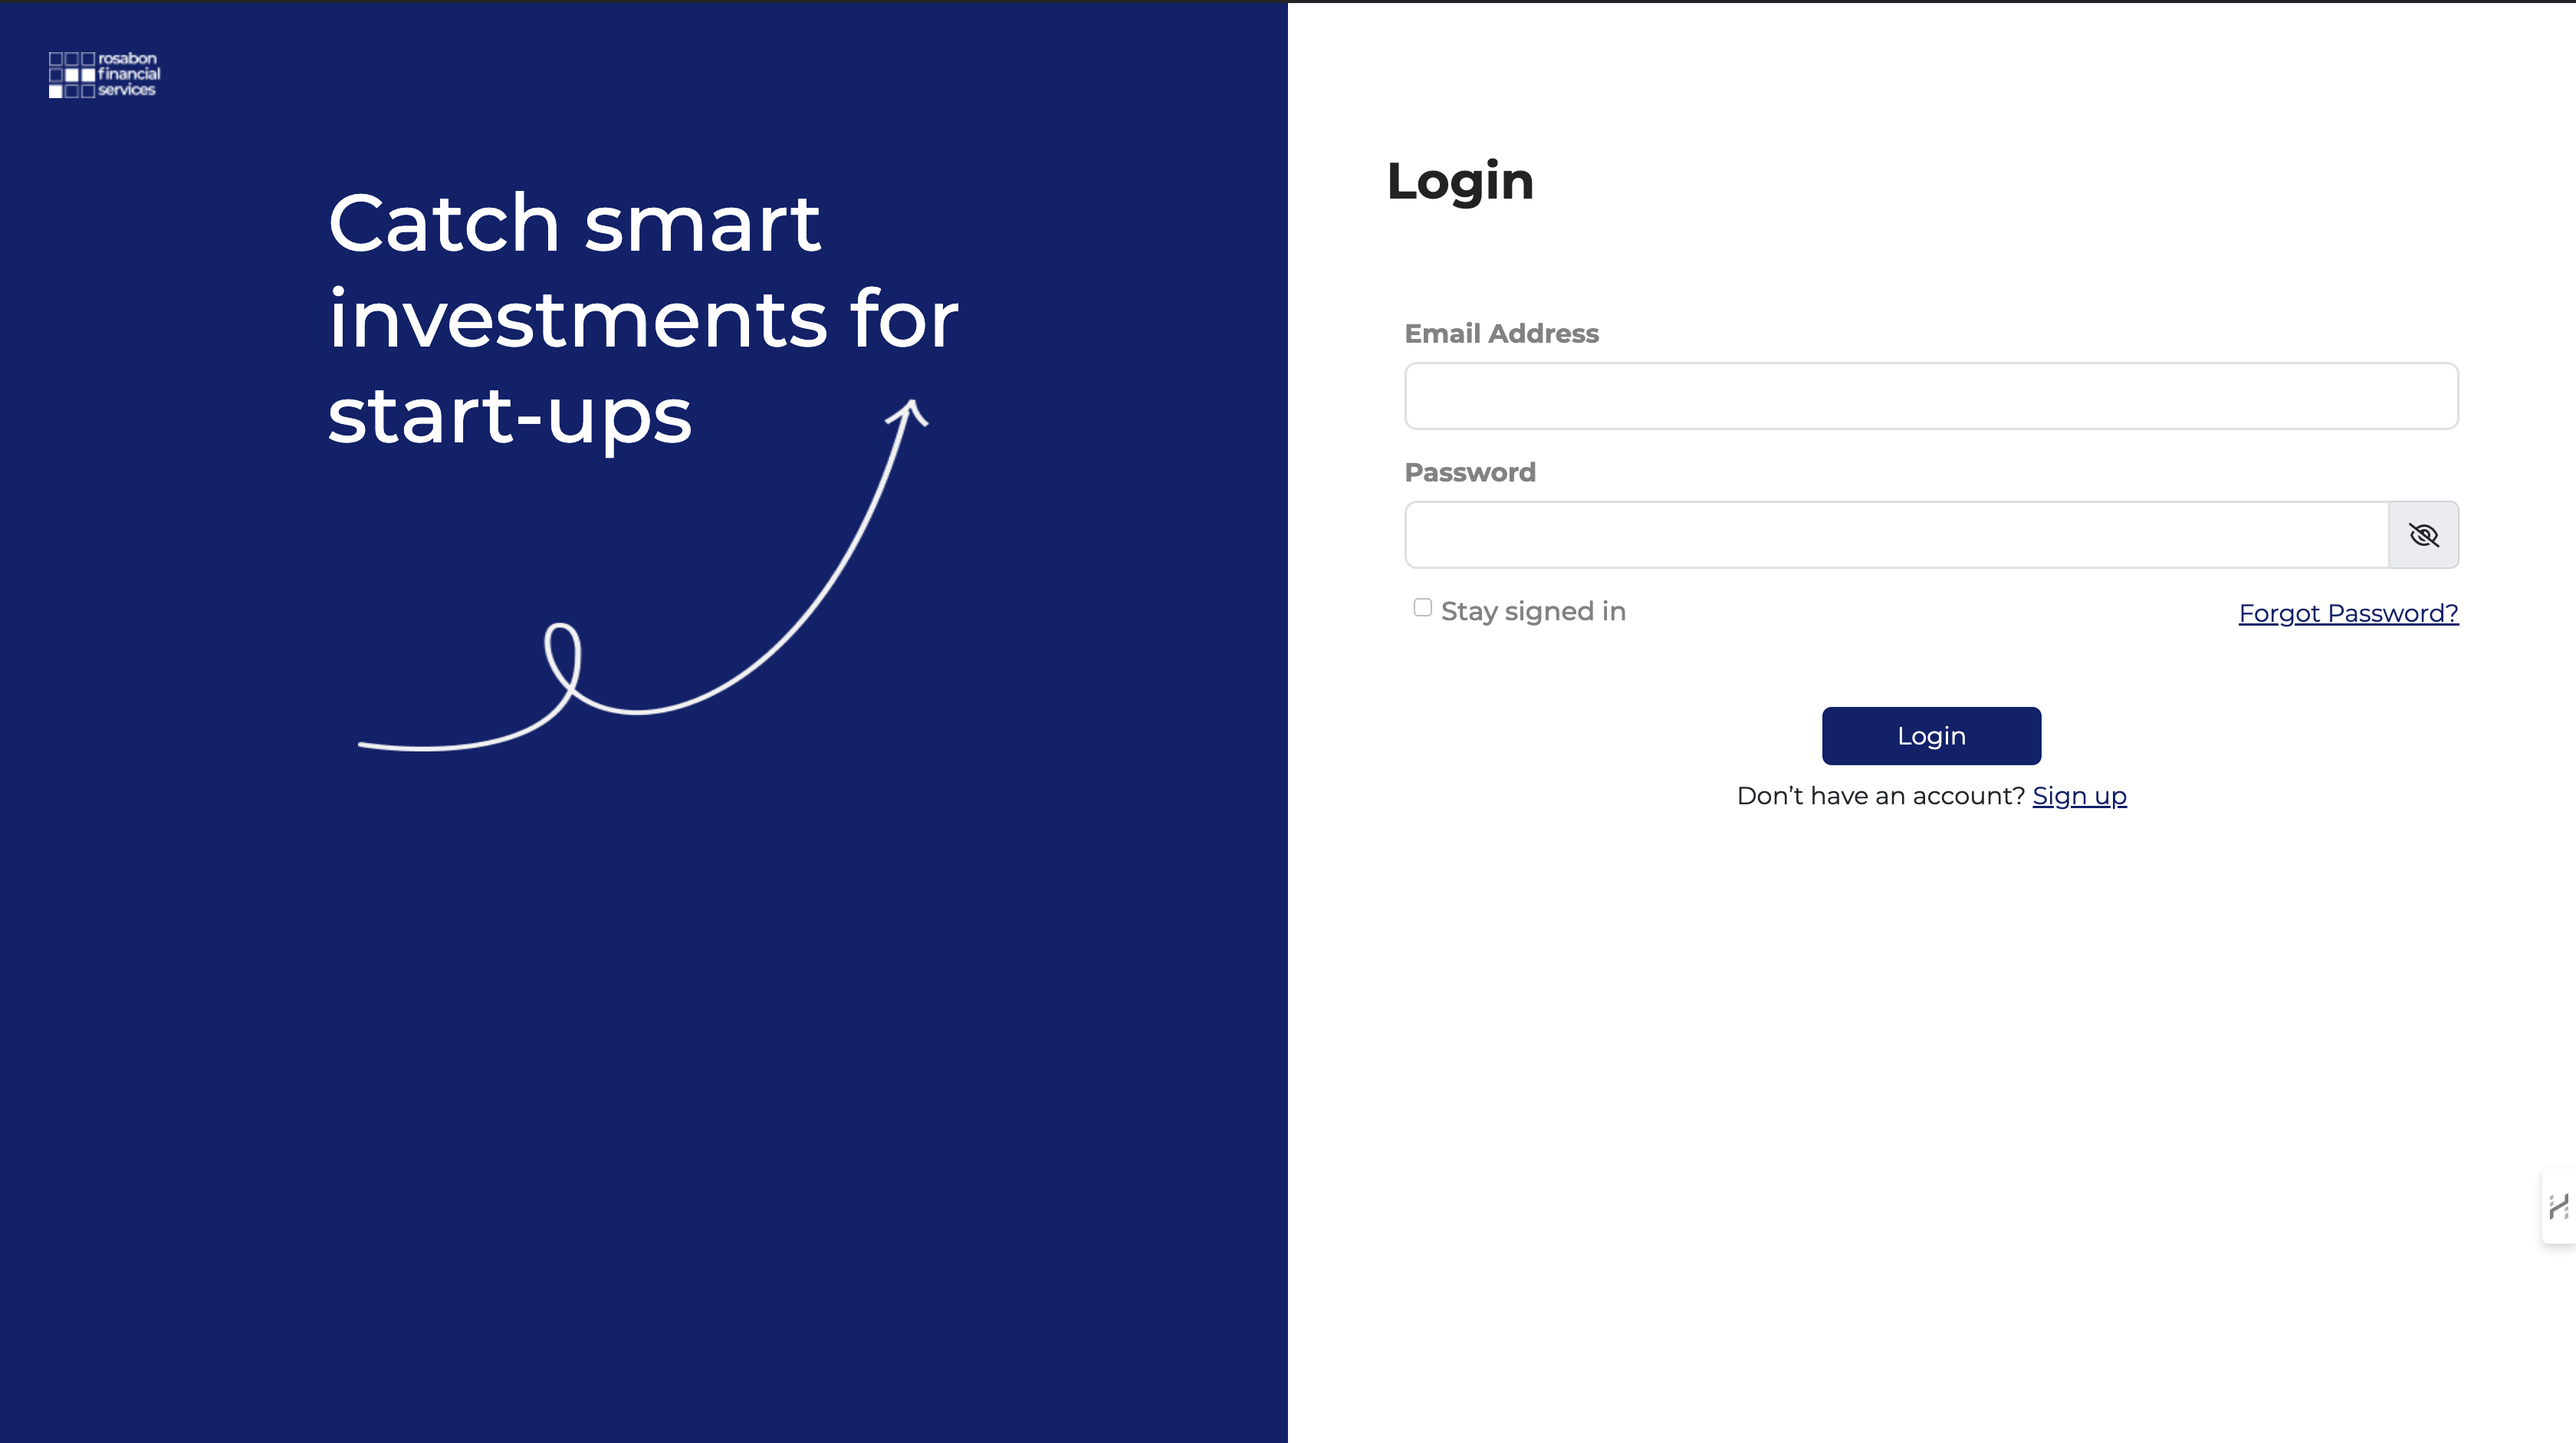 rosabon
financial
services
Catch smart
investments for
start-ups
Login
Email Address
Password
Stay signed in
Forgot Password?
Login
Don’t have an account? Sign up